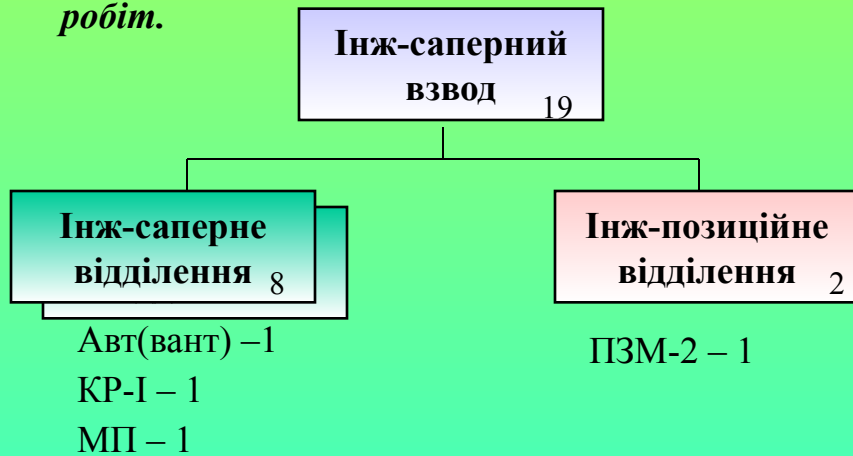 робіт.
Інж-саперний
взвод 19
Інж-саперне
відділення 8
Інж-позиційне
відділення 2
Авт(вант) –1
КР-І – 1
МП – 1
ПЗМ-2 – 1